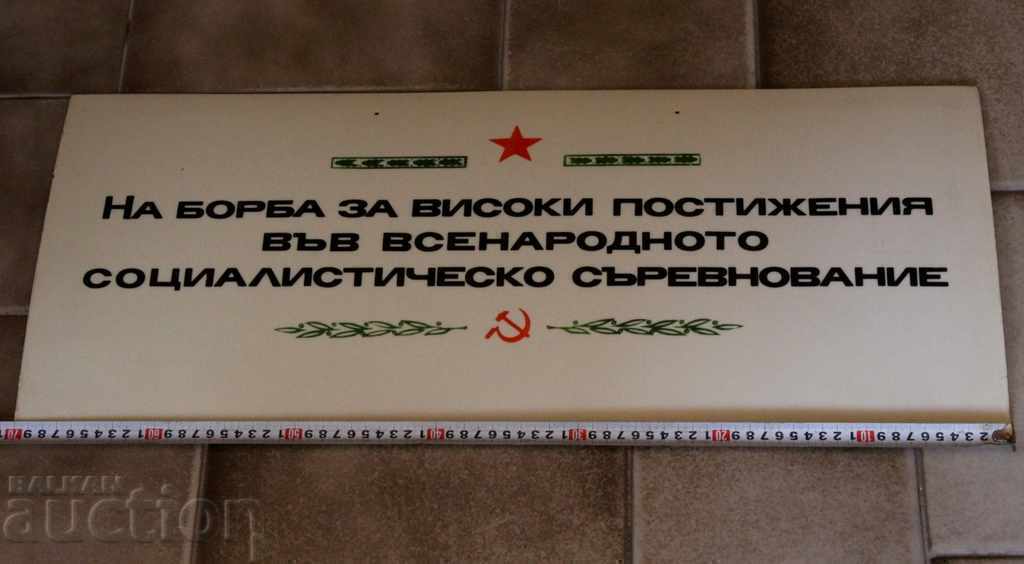 На борба за високи постижения
във всенародното
социалистическо съревнование
BALKAN
auction